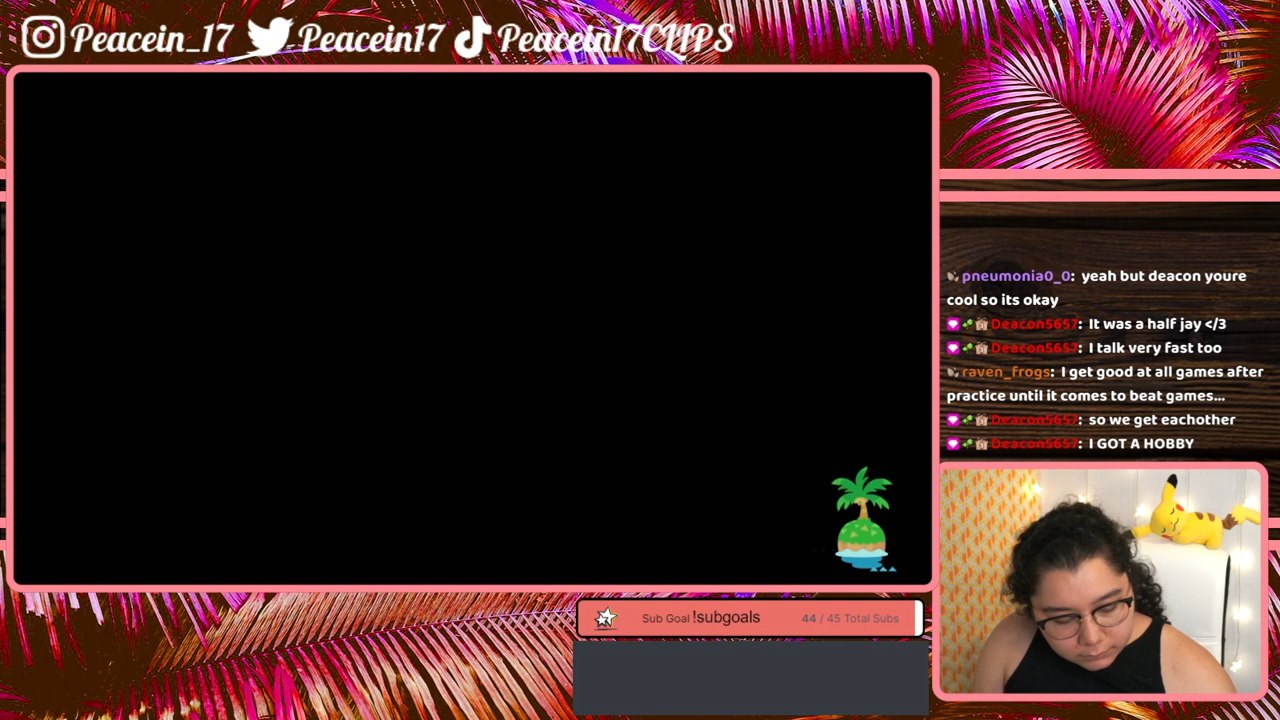 Peacein_17 Peacein17 Peacein17CLIPS
pneumonia0_0: yeah but deacon youre
cool so its okay
Deacon5657: It was a half jay </3
Deacon5657: I talk very fast too
raven_frogs: I get good at all games after
practice until it comes to beat games...
Deacon5657: so we get eachother
Deacon5657: I GOT A HOBBY
Sub Goal !subgoals 44 / 45 Total Subs